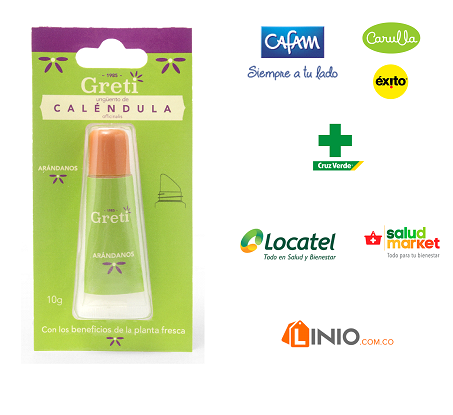 1985
Greti
ungüento de
CALÉNDULA
officinalis
ARÁNDANOS
Greti
ARÁNDANOS
10g
Con los beneficios de la planta fresca
CAFAM
Siempre a tu lado
Carulla
éxito
Cruz Verde
Locatel
Todo en Salud y Bienestar
salud
market
Todo para tu bienestar
LINIO.COM.CO